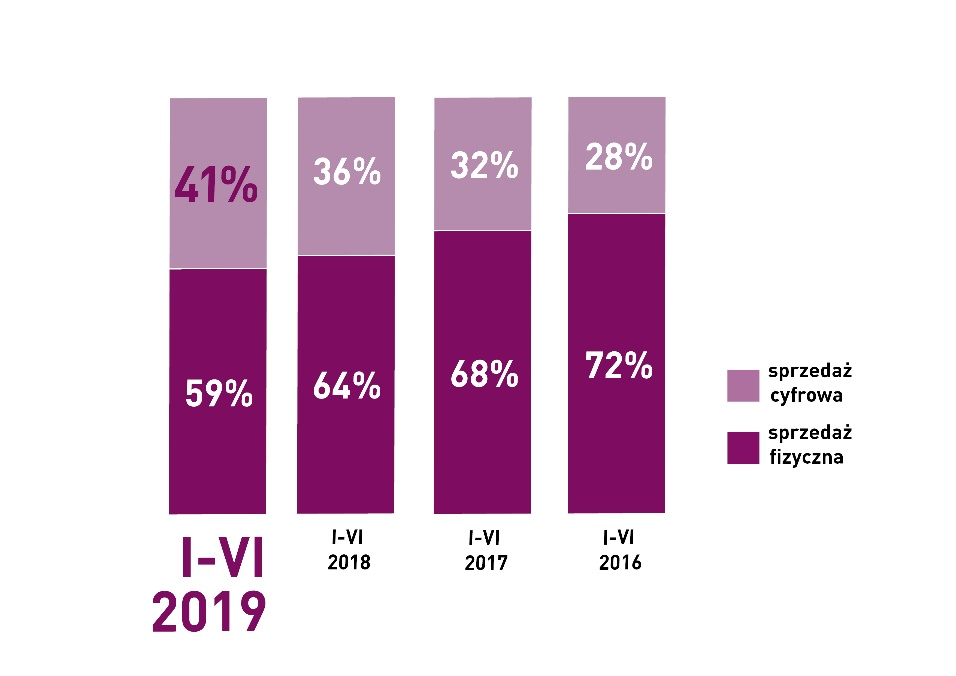 41%
36%
32%
28%
59%
64%
68%
72%
sprzedaż
cyfrowa
sprzedaż
fizyczna
I-VI
2019
I-VI
2018
I-VI
2017
I-VI
2016